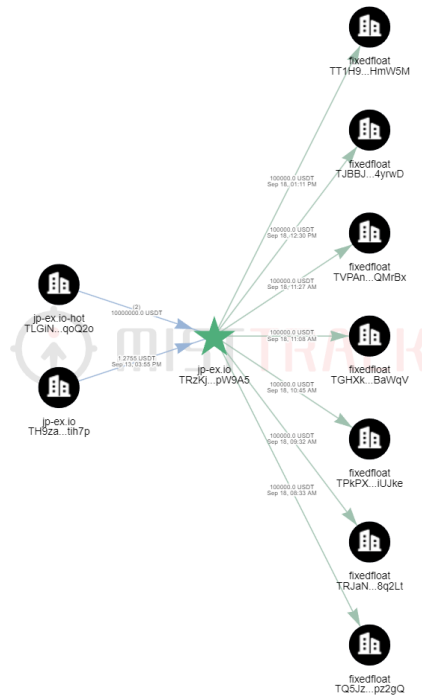 fixedfloat
TT1H9...HmW5M
fixedfloat
TJBBJ...4yrwD
fixedfloat
TVPAn...QMrBx
fixedfloat
TGHXk...BaWqV
fixedfloat
TPkPX...iUJke
fixedfloat
TRJaN...8q2Lt
fixedfloat
TQ5Jz...pz2gQ
100000.0 USDT
Sep 18, 01:11 PM
100000.0 USDT
Sep 18, 12:30 PM
100000.0 USDT
Sep 18, 11:27 AM
100000.0 USDT
Sep 18, 11:08 AM
100000.0 USDT
Sep 18, 10:45 AM
100000.0 USDT
Sep 18, 09:32 AM
100000.0 USDT
Sep 18, 08:33 AM
jp-ex.io-hot
TLGiN...qoQ2o
(2)
10000000.0 USDT
jp-ex.io
TRzKj...pW9A5
1.2755 USDT
Sep 13, 03:55 PM
jp-ex.io
TH9za...tih7p
MISTTRACK